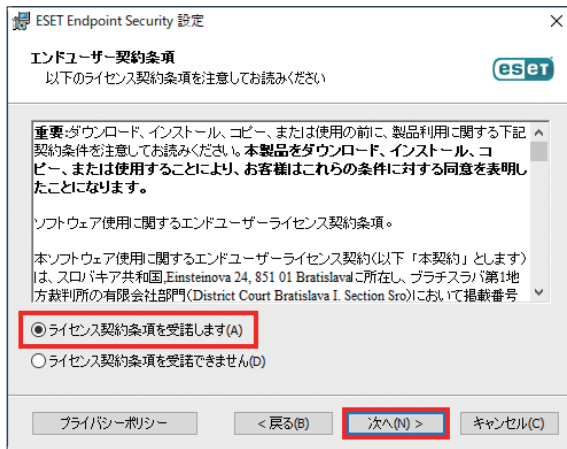 ESET Endpoint Security 設定
エンドユーザー契約条項
以下のライセンス契約条項を注意してお読みください
eseT
重要:ダウンロード、インストール、コピー、または使用の前に、製品利用に関する下記
契約条件を注意してお読みください。本製品をダウンロード、インストール、コ
ピー、または使用することにより、お客様はこれらの条件に対する同意を表明し
たことになります。
ソフトウェア使用に関するエンドユーザーライセンス契約条項。
本ソフトウェア使用に関するエンドユーザーライセンス契約(以下「本契約」とします)
は、スロバキア共和国,Einsteinova 24, 851 01 Bratislavaに所在し、ブラチスラバ第1地
方裁判所の有限会社部門(District Court Bratislava I. Section Sro)において掲載番号
ライセンス契約条項を受諾します(A)
ライセンス契約条項を受諾できません(D)
プライバシーポリシー
< 戻る(B)
次へ(N) >
キャンセル(C)